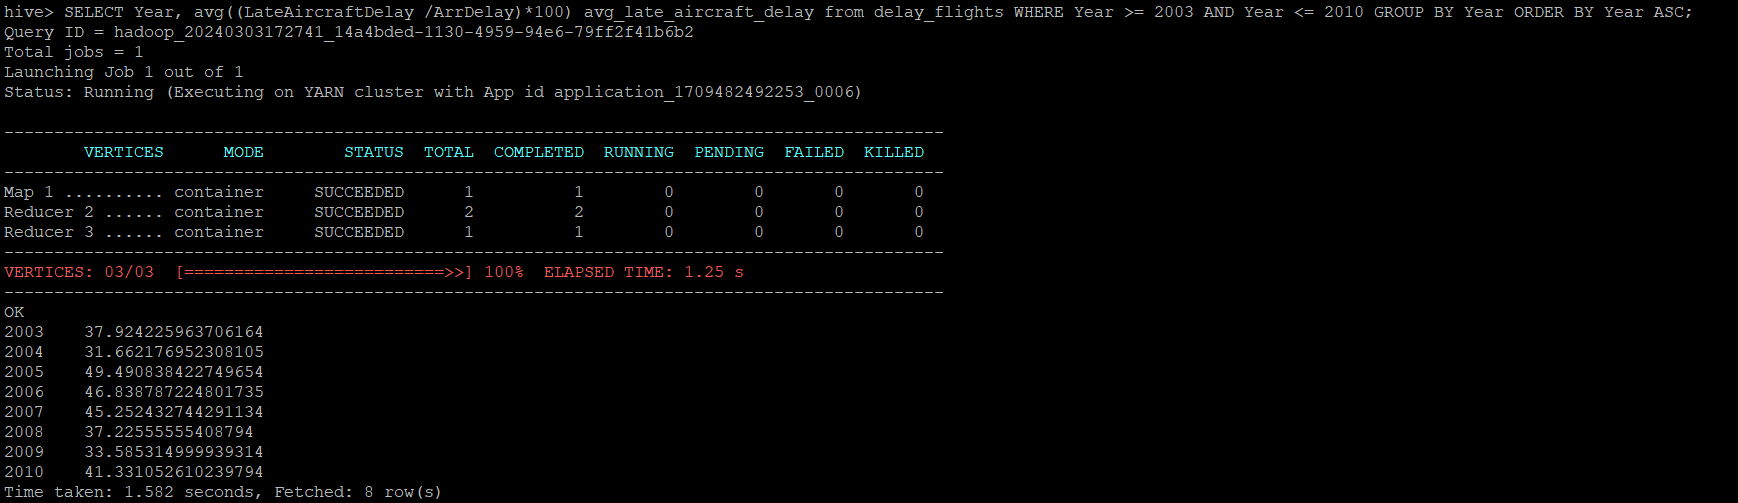 hive> SELECT Year, avg((LateAircraftDelay /ArrDelay)*100) avg_late_aircraft_delay from delay_flights WHERE Year >= 2003 AND Year <= 2010 GROUP BY Year ORDER BY Year ASC;
Query ID = hadoop_20240303172741_14a4bded-1130-4959-94e6-79ff2f41b6b2
Total jobs = 1
Launching Job 1 out of 1
Status: Running (Executing on YARN cluster with App id application_1709482492253_0006)

----------------------------------------------------------------------------------------------
        VERTICES      MODE        STATUS  TOTAL  COMPLETED  RUNNING  PENDING  FAILED  KILLED
----------------------------------------------------------------------------------------------
Map 1 .......... container     SUCCEEDED      1          1        0        0       0       0
Reducer 2 ...... container     SUCCEEDED      2          2        0        0       0       0
Reducer 3 ...... container     SUCCEEDED      1          1        0        0       0       0
----------------------------------------------------------------------------------------------
VERTICES: 03/03  [==========================>>] 100%  ELAPSED TIME: 1.25 s
----------------------------------------------------------------------------------------------
OK
2003    37.924225963706164
2004    31.662176952308105
2005    49.490838422749654
2006    46.838787224801735
2007    45.252432744291134
2008    37.22555555408794
2009    33.585314999939314
2010    41.331052610239794
Time taken: 1.582 seconds, Fetched: 8 row(s)